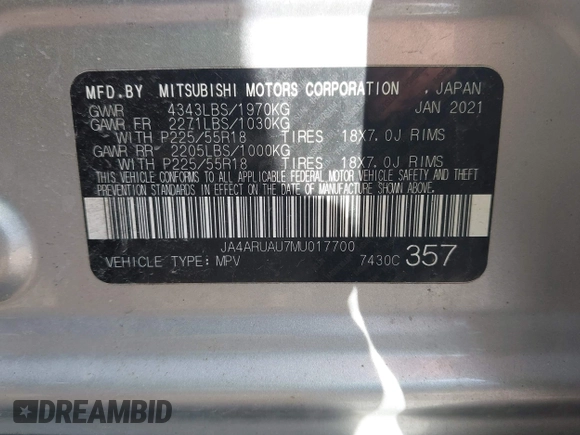 MFD.BY MITSUBISHI MOTORS CORPORATION , JAPAN
GVWR 4343LBS/1970KG JAN 2021
GAWR FR 2271LBS/1030KG
WITH P225/55R18 TIRES 18X7.0J RIMS
GAWR RR 2205LBS/1000KG
WITH P225/55R18 TIRES 18X7.0J RIMS
THIS VEHICLE CONFORMS TO ALL APPLICABLE FEDERAL MOTOR VEHICLE SAFETY AND THEFT
PREVENTION STANDARDS IN EFFECT ON THE DATE OF MANUFACTURE SHOWN ABOVE.
JA4ARUAU7MU017700
VEHICLE TYPE:MPV 7430C 357
DREAMBID